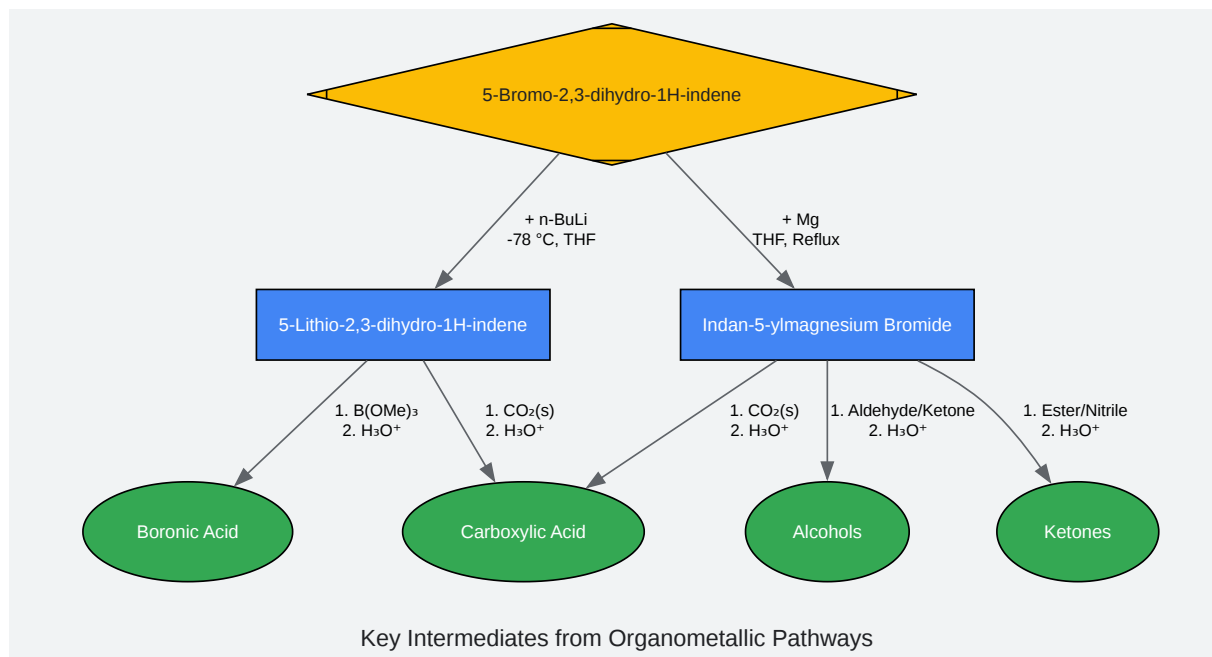 5-Bromo-2,3-dihydro-1H-indene
+ n-BuLi
-78 °C, THF
+ Mg
THF, Reflux
5-Lithio-2,3-dihydro-1H-indene
Indan-5-ylmagnesium Bromide
1. B(OMe)₃
2. H₃O⁺
1. CO₂(s)
2. H₃O⁺
1. CO₂(s)
2. H₃O⁺
1. Aldehyde/Ketone
2. H₃O⁺
1. Ester/Nitrile
2. H₃O⁺
Boronic Acid
Carboxylic Acid
Alcohols
Ketones
Key Intermediates from Organometallic Pathways